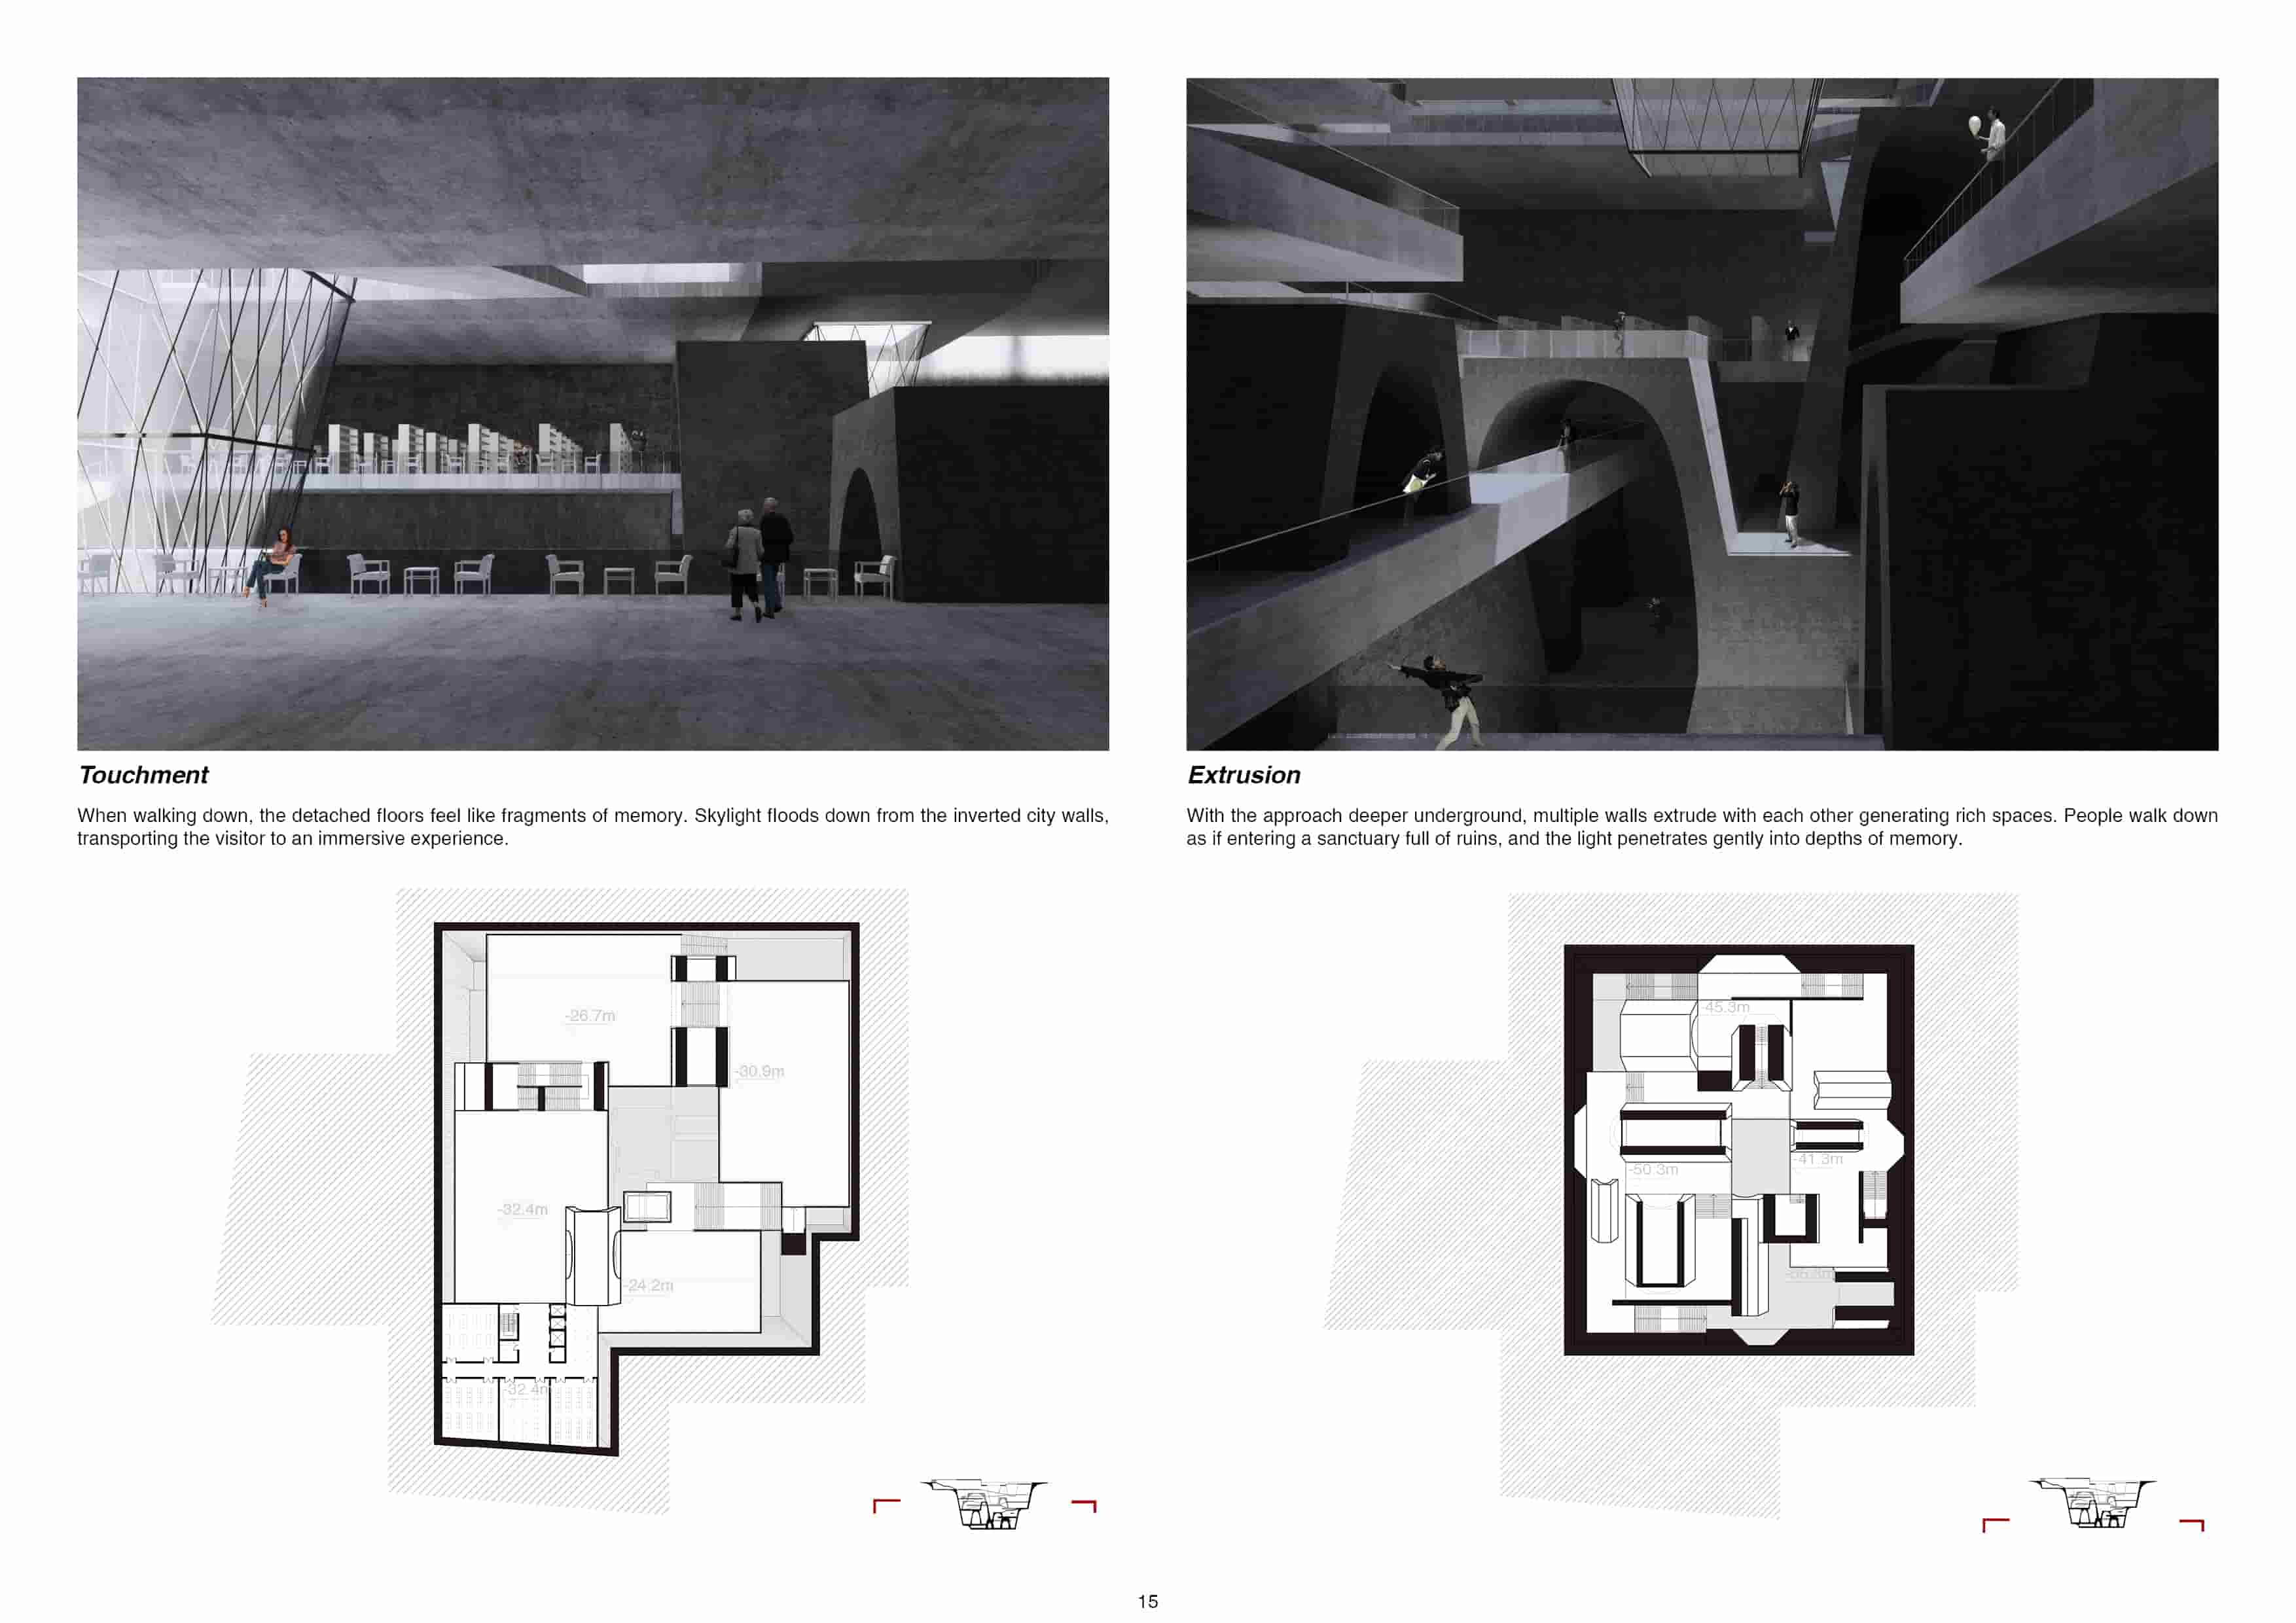 Touchment
When walking down, the detached floors feel like fragments of memory. Skylight floods down from the inverted city walls,
transporting the visitor to an immersive experience.
Extrusion
With the approach deeper underground, multiple walls extrude with each other generating rich spaces. People walk down
as if entering a sanctuary full of ruins, and the light penetrates gently into depths of memory.
-26.7m
-30.9m
-32.4m
-24.2m
-32.4m
-45.3m
-41.3m
-50.3m
15